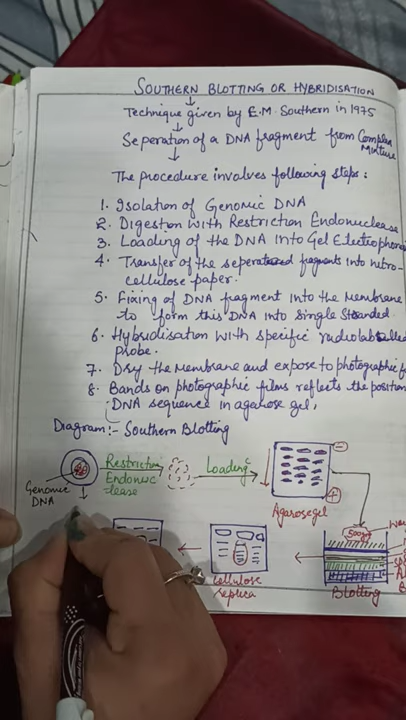 SOUTHERN BLOTTING OR HYBRIDISATION
Technique given by E.M. Southern in 1975
Seperation of a DNA fragment from Complex
Mixture
The procedure involves following steps:
1. Isolation of Genomic DNA
2. Digestion with Restriction Endonuclease
3. Loading of the DNA Into Gel Electrophore
4. Transfer of the seperated fragments into nitro-
cellulose paper.
5. Fixing of DNA fragment into the Membrane
to form this DNA into Single Stranded.
6. Hybridisation with specific radiolabelled
probe.
7. Dry the Membrane and expose to photographic f
8. Bands on photographic films reflects the position
DNA sequence in agarose gel.
Diagram:- Southern Blotting
Genomic
DNA
Restriction
Endonuc
-lease
Loading
Agarosegel
500g
Blotting
Cellulose
replica